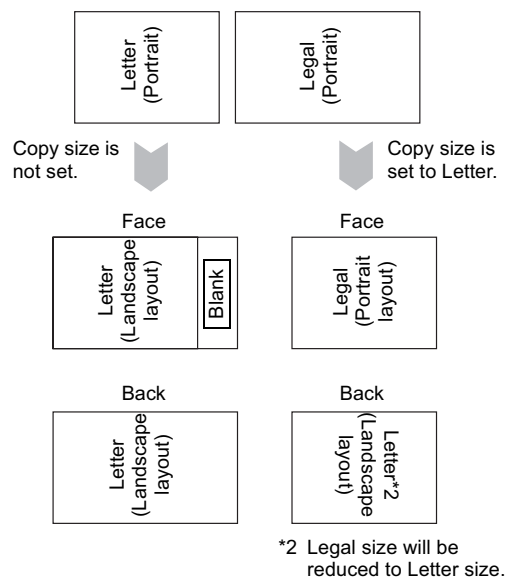 Letter
(Portrait)
Legal
(Portrait)
Copy size is
not set.
Copy size is
set to Letter.
Face
Face
Letter
(Landscape
layout)
Blank
Legal
(Portrait
layout)
Back
Back
Letter
(Landscape
layout)
Letter*2
(Landscape
layout)
*2 Legal size will be
reduced to Letter size.